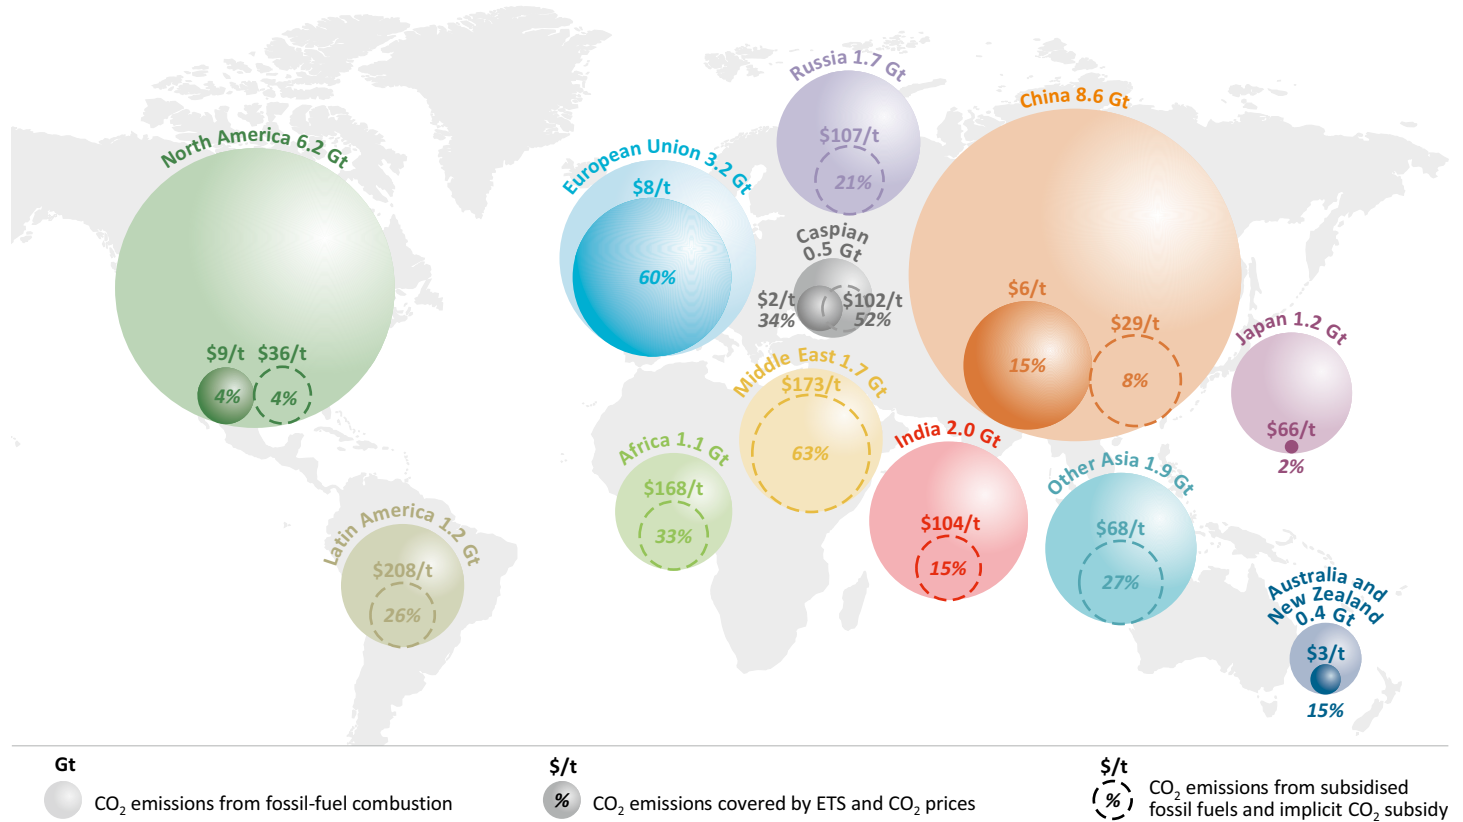 Russia 1.7 Gt
$107/t
21%
China 8.6 Gt
$6/t
15%
$29/t
8%
North America 6.2 Gt
$9/t
4%
$36/t
4%
European Union 3.2 Gt
$8/t
60%
Caspian
0.5 Gt
$2/t
34%
$102/t
52%
Japan 1.2 Gt
$66/t
2%
Middle East 1.7 Gt
$173/t
63%
Africa 1.1 Gt
$168/t
33%
India 2.0 Gt
$104/t
15%
Other Asia 1.9 Gt
$68/t
27%
Latin America 1.2 Gt
$208/t
26%
Australia and
New Zealand
0.4 Gt
$3/t
15%
Gt
CO₂ emissions from fossil-fuel combustion
$/t
%
CO₂ emissions covered by ETS and CO₂ prices
$/t
%
CO₂ emissions from subsidised
fossil fuels and implicit CO₂ subsidy